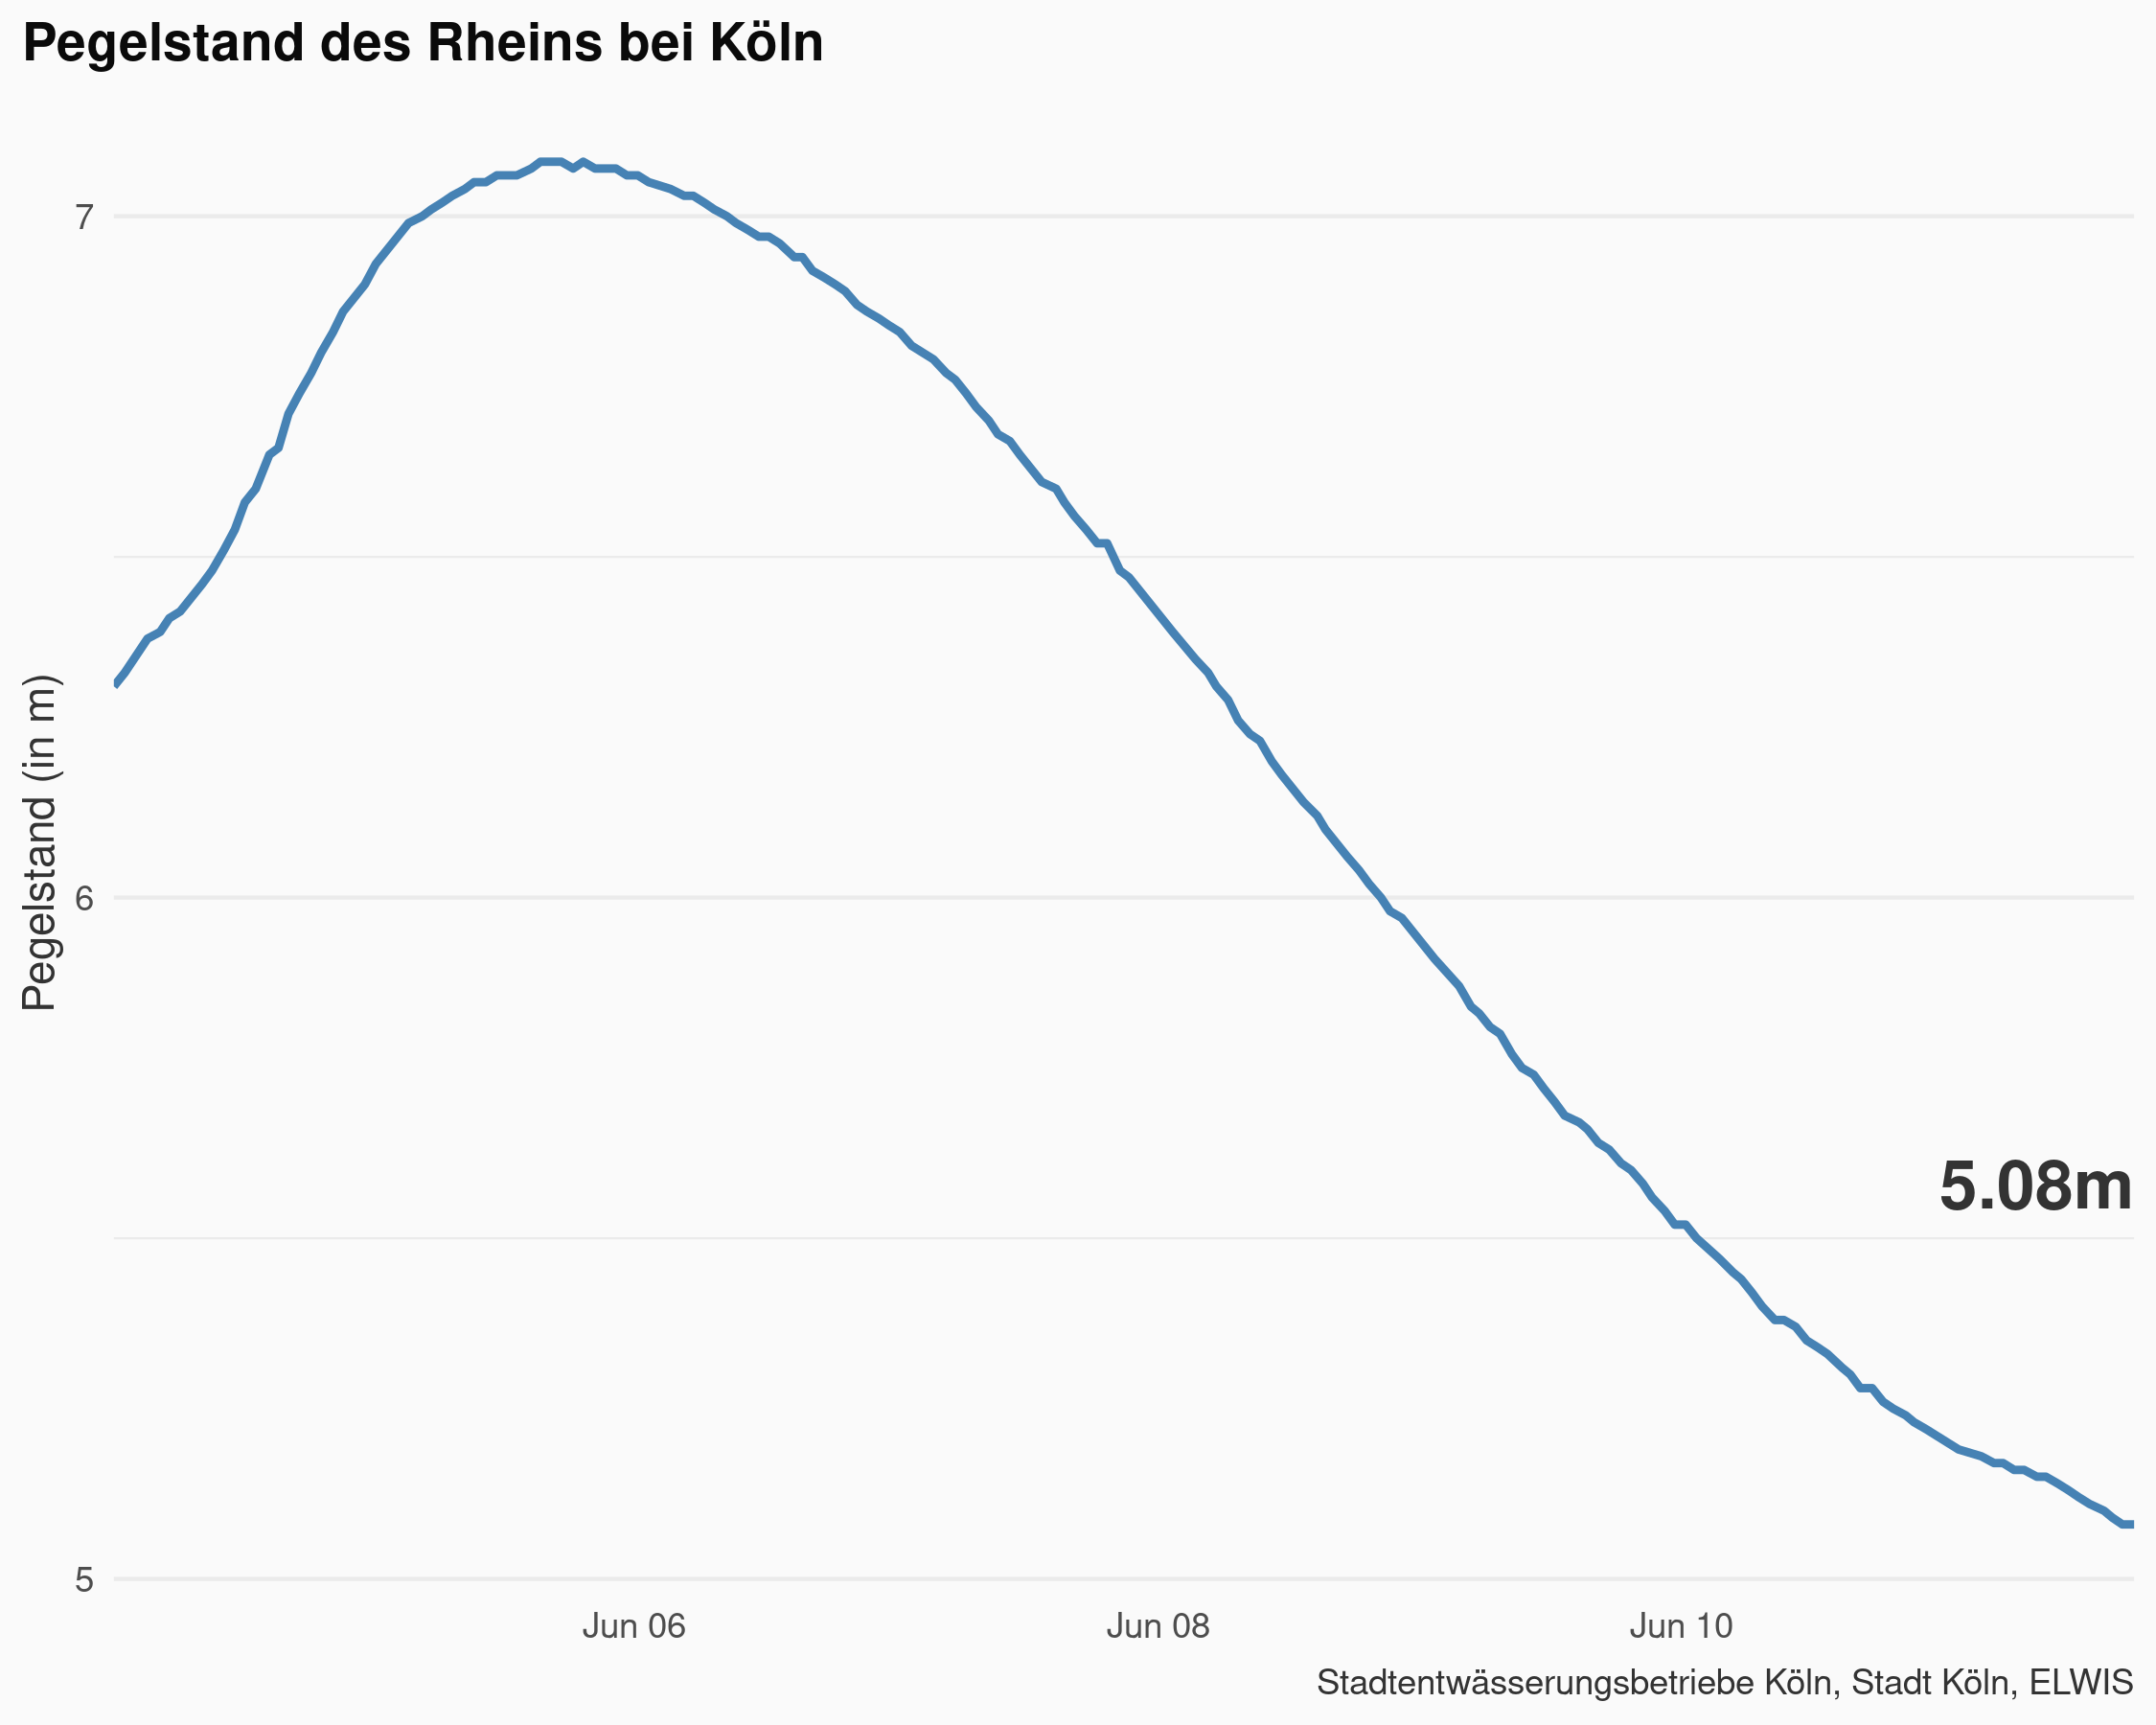 Pegelstand des Rheins bei Köln
Pegelstand (in m)
7
6
5
5.08m
Jun 06
Jun 08
Jun 10
Stadtentwässerungsbetriebe Köln, Stadt Köln, ELWIS